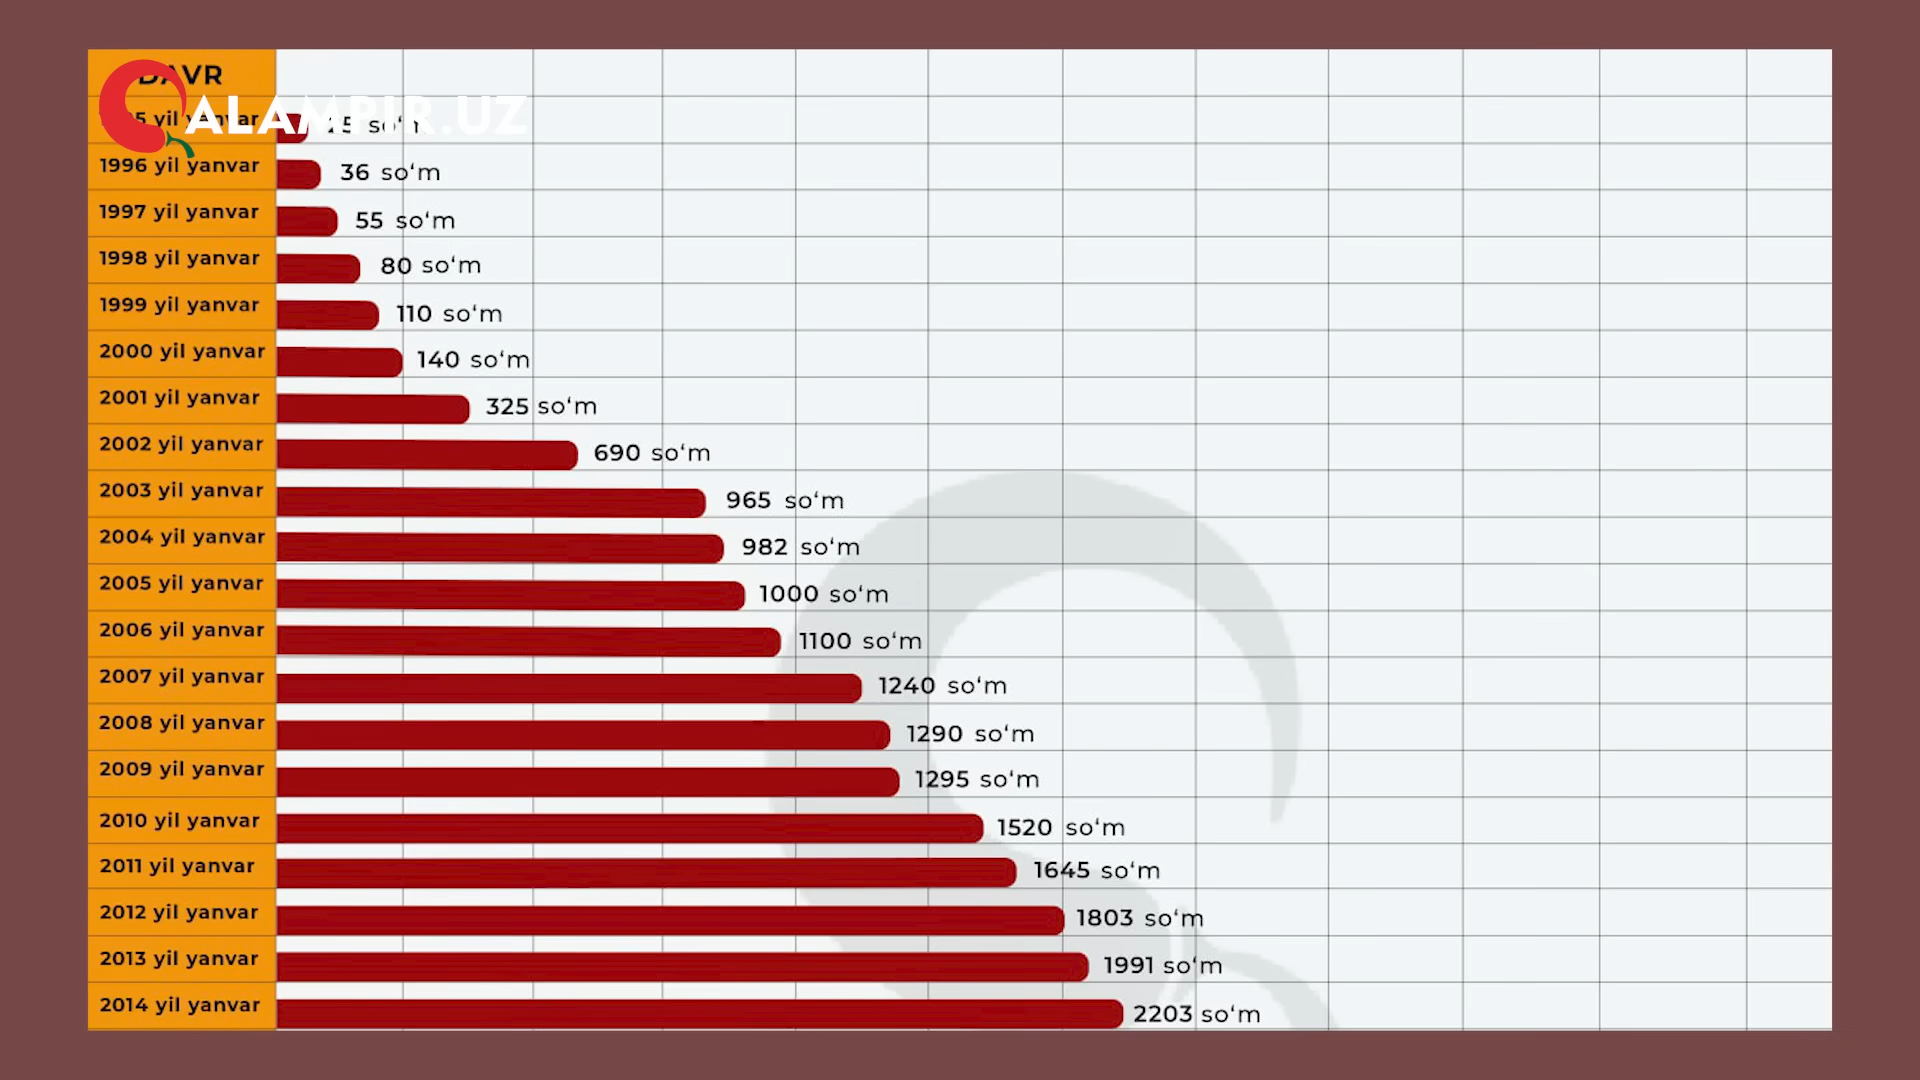 DAVR
QALAMPIR.UZ
yil yanvar so‘m
1996 yil yanvar 36 so‘m
1997 yil yanvar 55 so‘m
1998 yil yanvar 80 so‘m
1999 yil yanvar 110 so‘m
2000 yil yanvar 140 so‘m
2001 yil yanvar 325 so‘m
2002 yil yanvar 690 so‘m
2003 yil yanvar 965 so‘m
2004 yil yanvar 982 so‘m
2005 yil yanvar 1000 so‘m
2006 yil yanvar 1100 so‘m
2007 yil yanvar 1240 so‘m
2008 yil yanvar 1290 so‘m
2009 yil yanvar 1295 so‘m
2010 yil yanvar 1520 so‘m
2011 yil yanvar 1645 so‘m
2012 yil yanvar 1803 so‘m
2013 yil yanvar 1991 so‘m
2014 yil yanvar 2203 so‘m